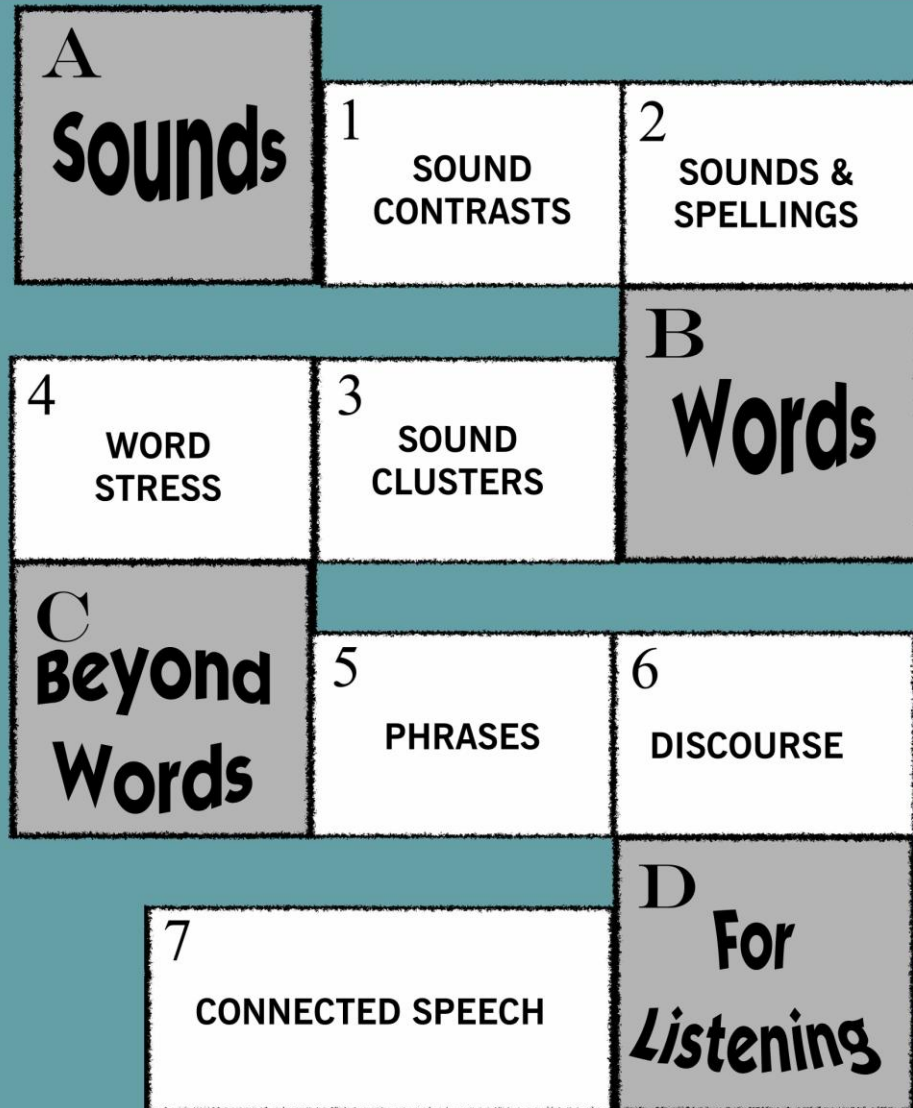 A
Sounds
1
SOUND
CONTRASTS
2
SOUNDS &
SPELLINGS
B
Words
3
SOUND
CLUSTERS
4
WORD
STRESS
C
Beyond
Words
5
PHRASES
6
DISCOURSE
D
For
Listening
7
CONNECTED SPEECH